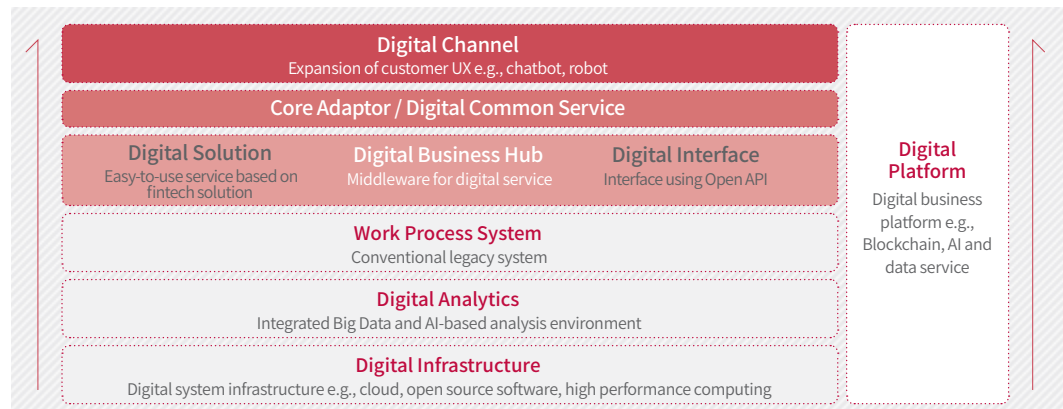 Digital Channel
Expansion of customer UX e.g., chatbot, robot
Core Adaptor / Digital Common Service
Digital Solution
Easy-to-use service based on
fintech solution
Digital Business Hub
Middleware for digital service
Digital Interface
Interface using Open API
Work Process System
Conventional legacy system
Digital Analytics
Integrated Big Data and AI-based analysis environment
Digital Infrastructure
Digital system infrastructure e.g., cloud, open source software, high performance computing
Digital
Platform
Digital business
platform e.g.,
Blockchain, AI and
data service